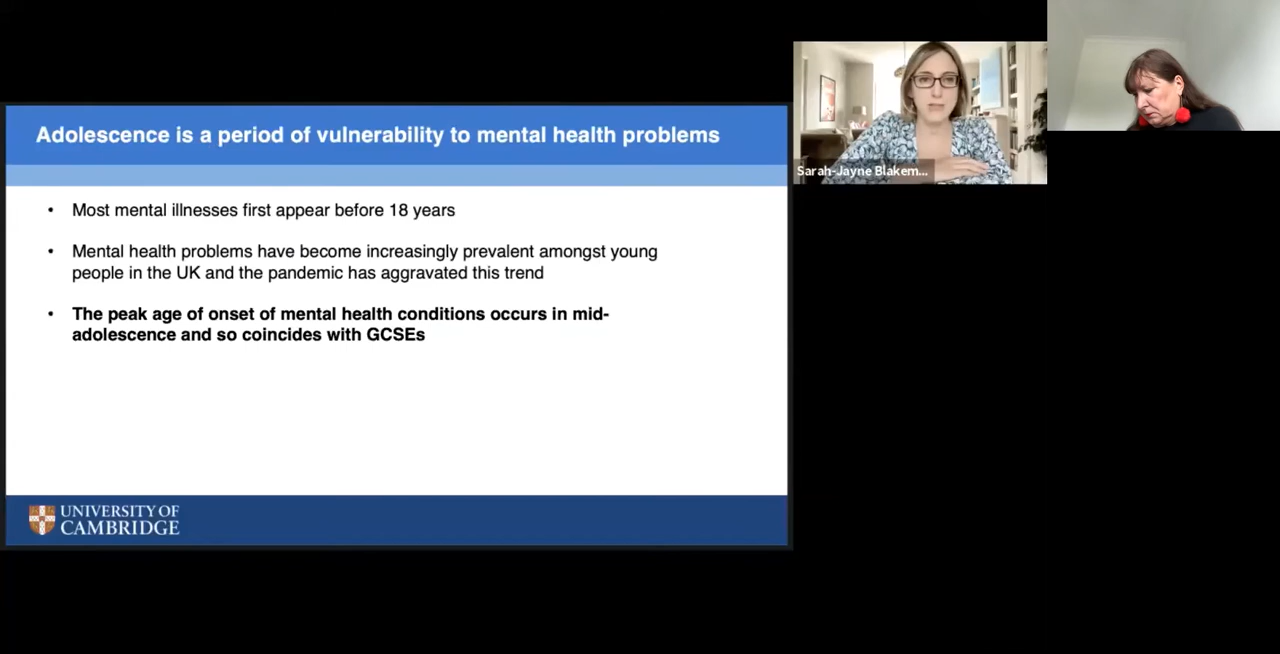 Adolescence is a period of vulnerability to mental health problems
• Most mental illnesses first appear before 18 years
• Mental health problems have become increasingly prevalent amongst young
people in the UK and the pandemic has aggravated this trend
• The peak age of onset of mental health conditions occurs in mid-
adolescence and so coincides with GCSEs
UNIVERSITY OF
CAMBRIDGE
Sarah-Jayne Blakem...